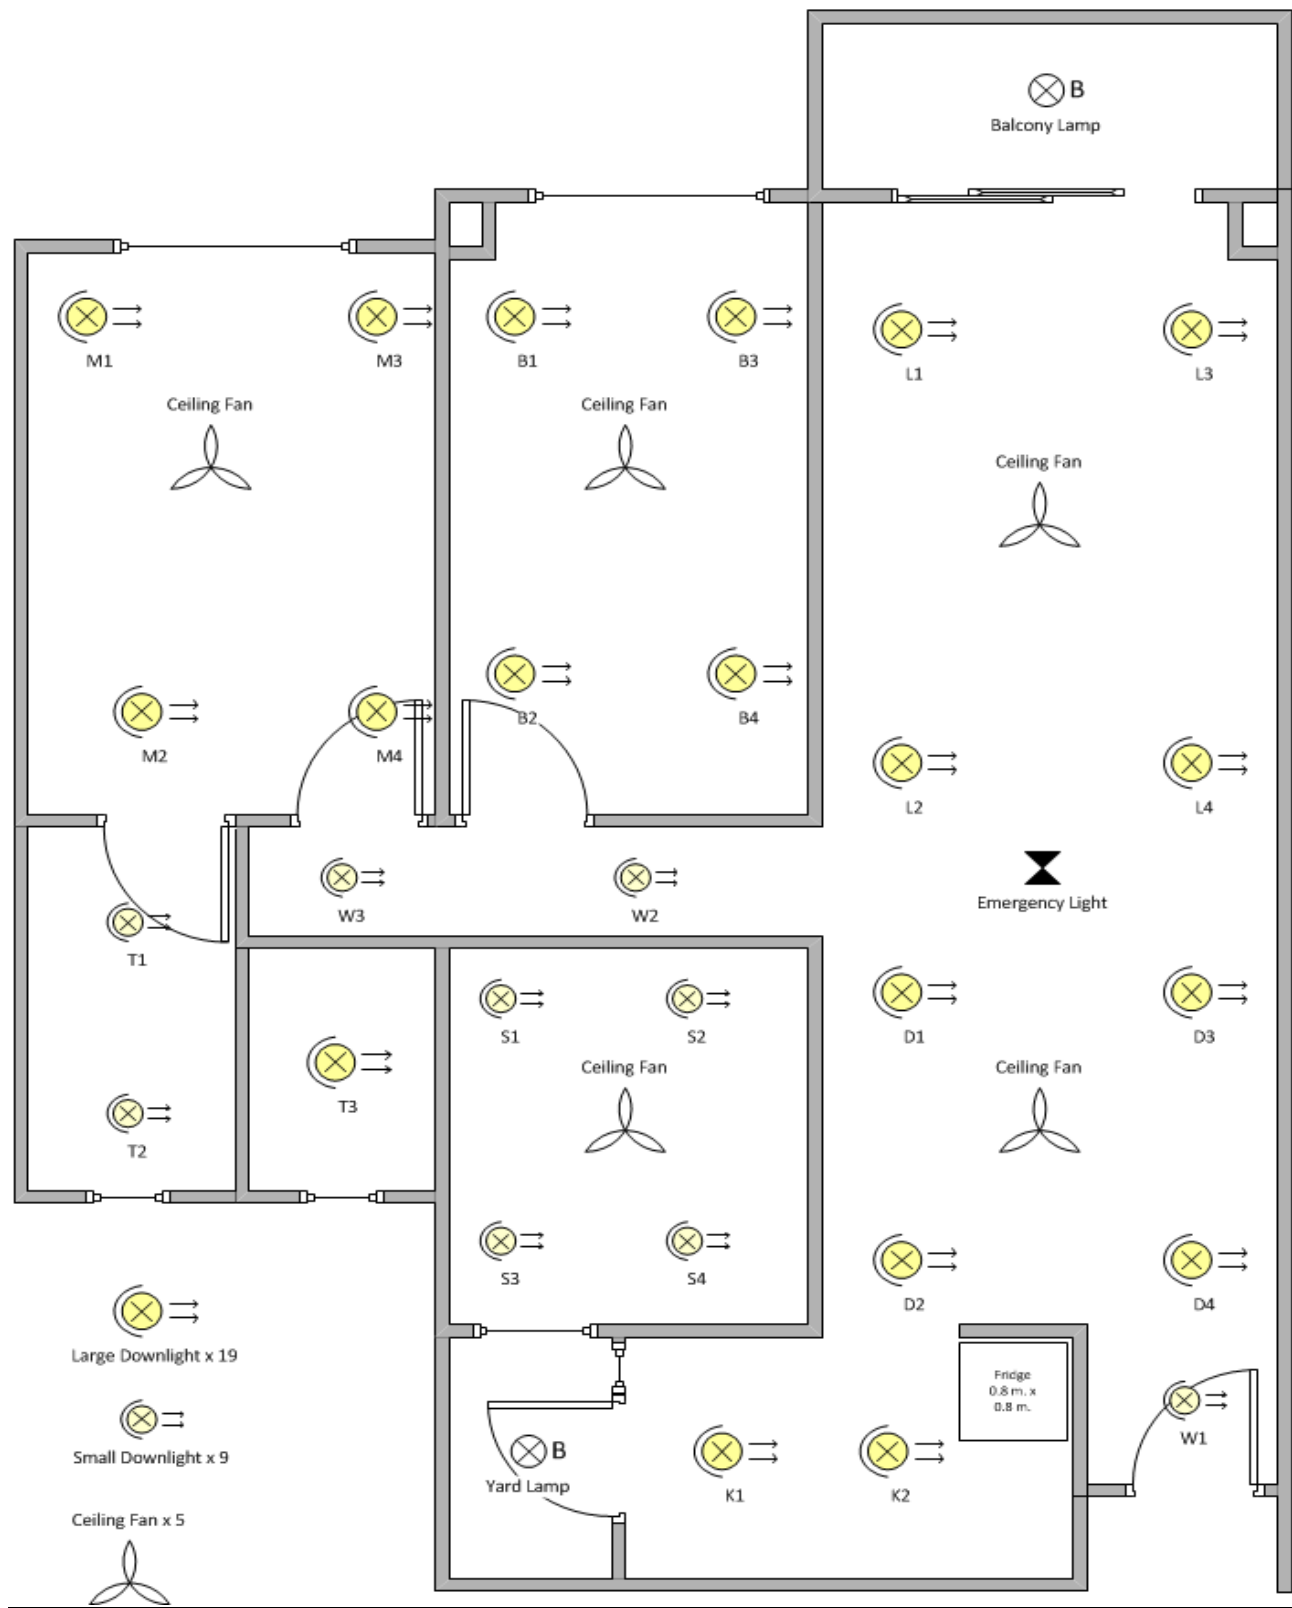 B
Balcony Lamp
M1
M3
B1
B3
L1
L3
Ceiling Fan
Ceiling Fan
Ceiling Fan
M2
M4
B2
B4
L2
L4
W3
W2
Emergency Light
T1
S1
S2
D1
D3
Ceiling Fan
Ceiling Fan
T3
T2
S3
S4
D2
D4
Large Downlight x 19
Fridge
0.8 m. x
0.8 m.
Small Downlight x 9
B
Yard Lamp
K1
K2
W1
Ceiling Fan x 5